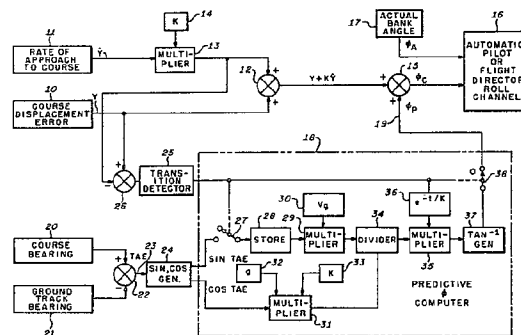 K
14
ACTUAL
BANK
ANGLE
17
16
11
RATE OF
APPROACH
TO COURSE
Ẏ
MULTI-
PLIER
13
ϕA
AUTOMATIC
PILOT
OR
FLIGHT
DIRECTOR
ROLL
CHANNEL
10
COURSE
DISPLACEMENT
ERROR
Y
12
+
+
Y+KẎ
+
15
+
ϕC
19
ϕP
25
18
+
-
26
TRAN-
SITION
DETECTOR
38
20
COURSE
BEARING
23
24
TAE
+
-
22
SIN, COS
GEN.
27
28
STORE
30
Vg
29
MULTI-
PLIER
34
DIVIDER
36
e-t/K
MULTI-
PLIER
35
37
TAN-1
GEN
SIN TAE
COS TAE
32
g
K
33
GROUND
TRACK
BEARING
21
MULTI-
PLIER
31
PREDICTIVE
ϕ
COMPUTER